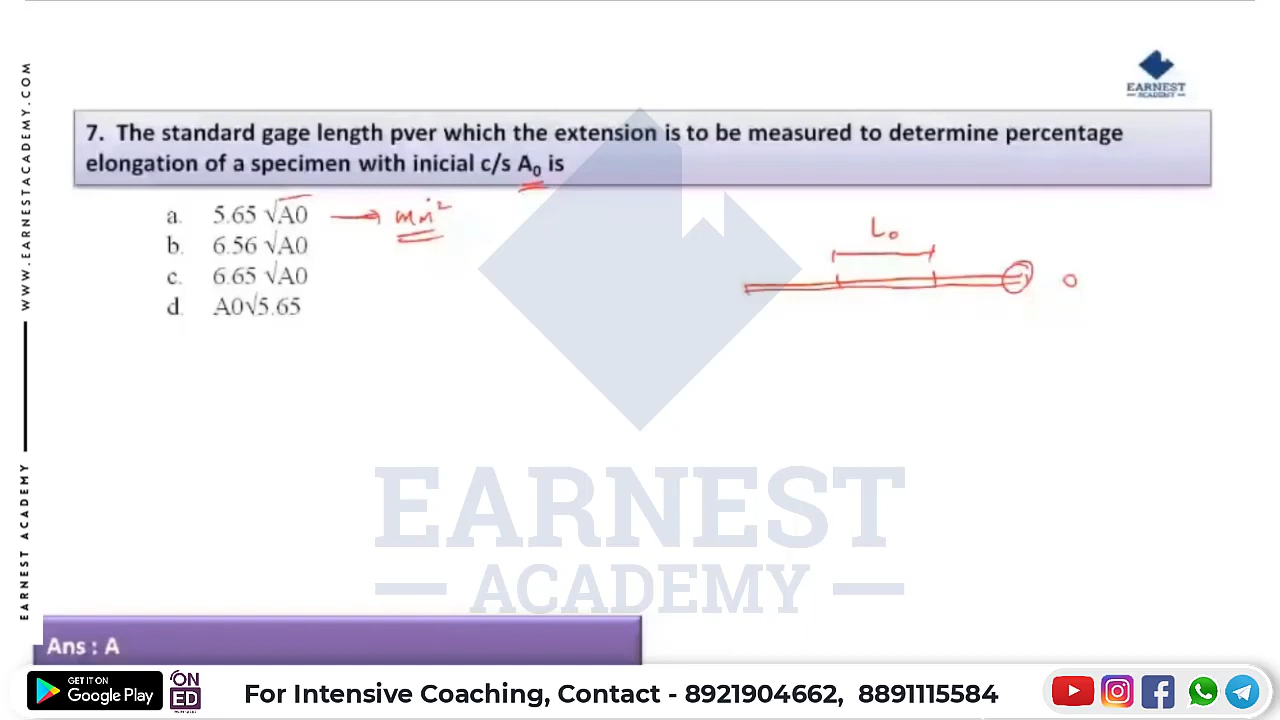 WWW.EARNESTACADEMY.COM
EARNEST ACADEMY
EARNEST
ACADEMY
7. The standard gage length pver which the extension is to be measured to determine percentage
elongation of a specimen with inicial c/s A₀ is
a. 5.65 √A0 → mm²
b. 6.56 √A0
c. 6.65 √A0
d. A0√5.65
L₀
EARNEST
ACADEMY
Ans : A
GET IT ON
Google Play
ON
ED
For Intensive Coaching, Contact - 8921904662, 8891115584